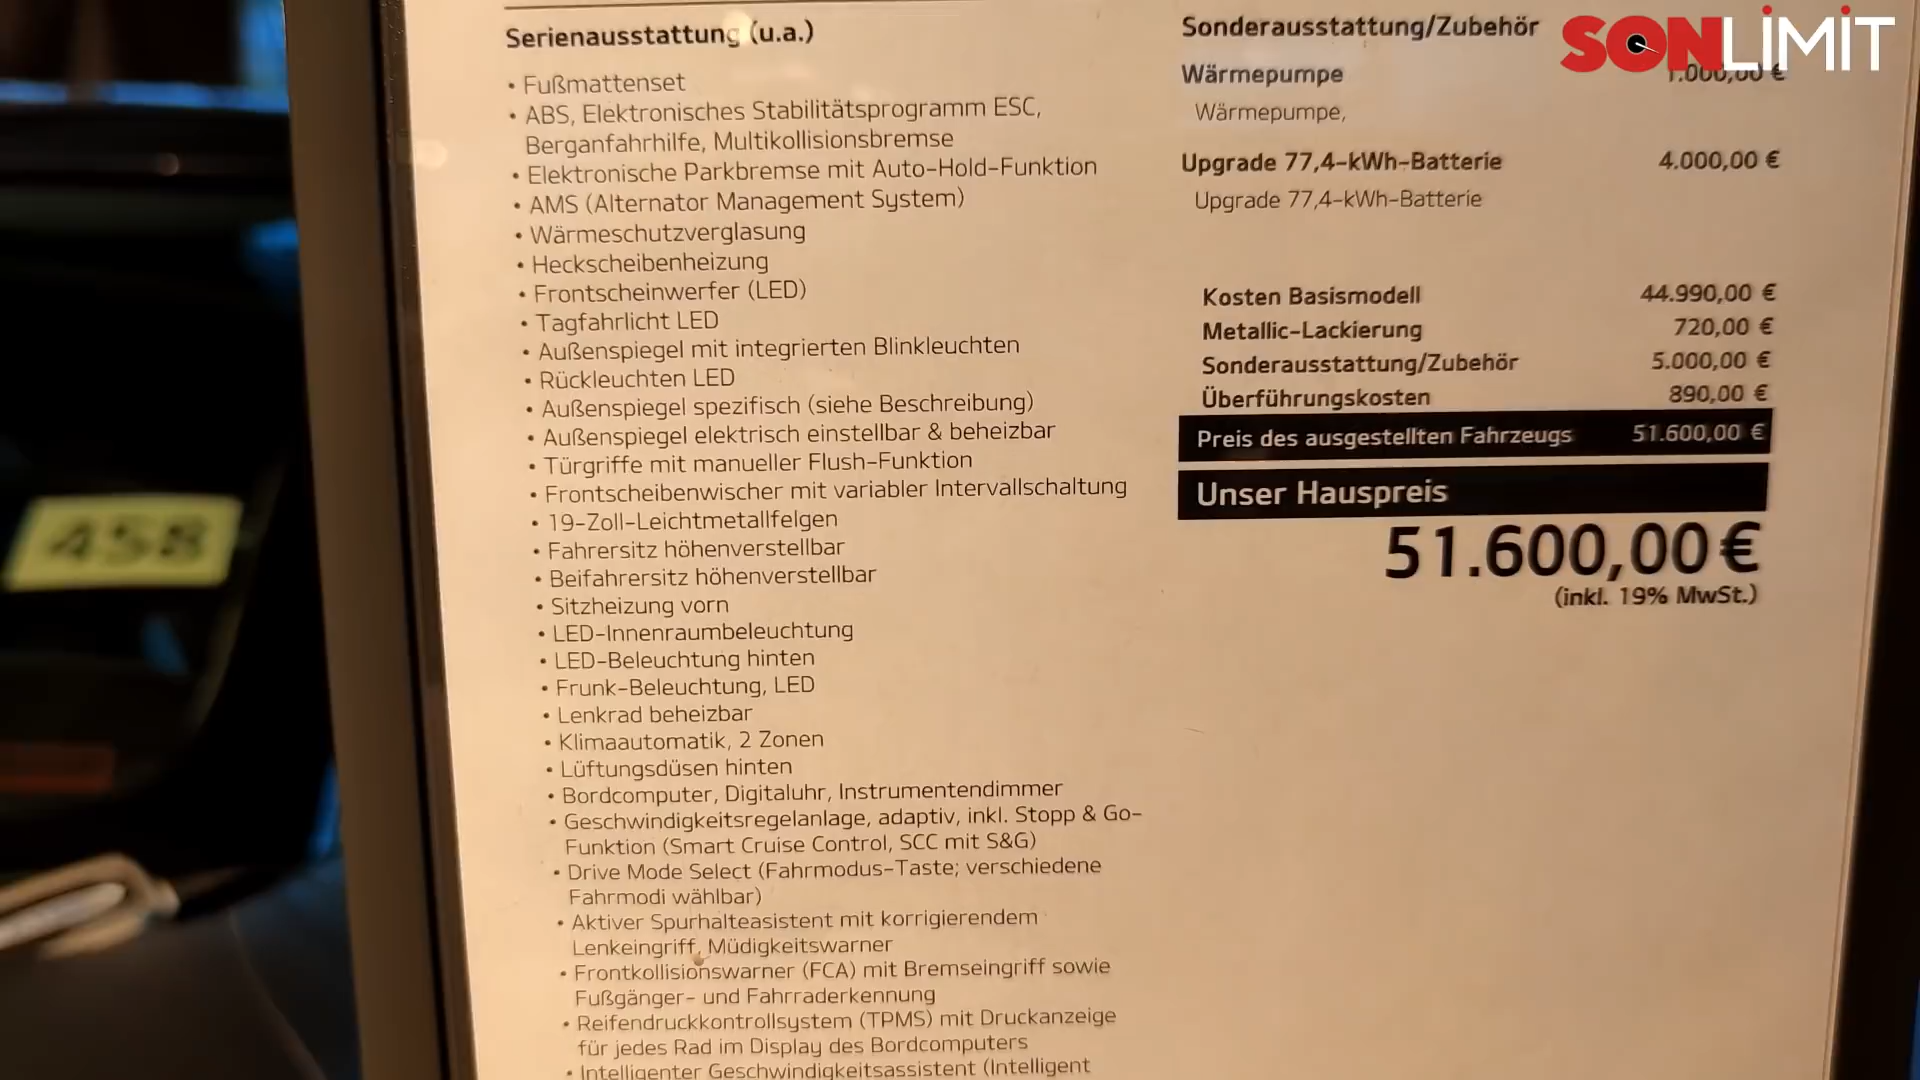 SONLİMİT
Serienausstattung (u.a.)
• Fußmattenset
• ABS, Elektronisches Stabilitätsprogramm ESC,
Berganfahrhilfe, Multikollisionsbremse
• Elektronische Parkbremse mit Auto-Hold-Funktion
• AMS (Alternator Management System)
• Wärmeschutzverglasung
• Heckscheibenheizung
• Frontscheinwerfer (LED)
• Tagfahrlicht LED
• Außenspiegel mit integrierten Blinkleuchten
• Rückleuchten LED
• Außenspiegel spezifisch (siehe Beschreibung)
• Außenspiegel elektrisch einstellbar & beheizbar
• Türgriffe mit manueller Flush-Funktion
• Frontscheibenwischer mit variabler Intervallschaltung
• 19-Zoll-Leichtmetallfelgen
• Fahrersitz höhenverstellbar
• Beifahrersitz höhenverstellbar
• Sitzheizung vorn
• LED-Innenraumbeleuchtung
• LED-Beleuchtung hinten
• Frunk-Beleuchtung, LED
• Lenkrad beheizbar
• Klimaautomatik, 2 Zonen
• Lüftungsdüsen hinten
• Bordcomputer, Digitaluhr, Instrumentendimmer
• Geschwindigkeitsregelanlage, adaptiv, inkl. Stopp & Go-
Funktion (Smart Cruise Control, SCC mit S&G)
• Drive Mode Select (Fahrmodus-Taste; verschiedene
Fahrmodi wählbar)
• Aktiver Spurhalteasistent mit korrigierendem
Lenkeingriff, Müdigkeitswarner
• Frontkollisionswarner (FCA) mit Bremseingriff sowie
Fußgänger- und Fahrraderkennung
• Reifendruckkontrollsystem (TPMS) mit Druckanzeige
für jedes Rad im Display des Bordcomputers
• Intelligenter Geschwindigkeitsassistent (Intelligent
Sonderausstattung/Zubehör
Wärmepumpe 1.000,00 €
Wärmepumpe,
Upgrade 77,4-kWh-Batterie 4.000,00 €
Upgrade 77,4-kWh-Batterie
Kosten Basismodell 44.990,00 €
Metallic-Lackierung 720,00 €
Sonderausstattung/Zubehör 5.000,00 €
Überführungskosten 890,00 €
Preis des ausgestellten Fahrzeugs 51.600,00 €
Unser Hauspreis
51.600,00 €
(inkl. 19% MwSt.)
458